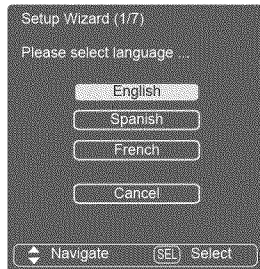 Setup Wizard (1/7)
Please select language ...
English
Spanish
French
Cancel
Navigate SEL Select